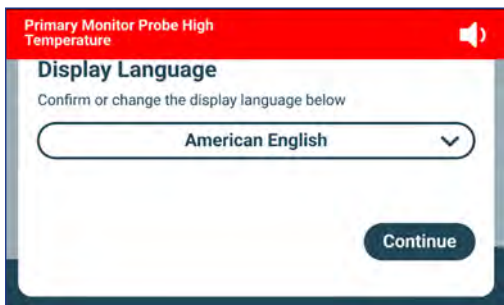 Primary Monitor Probe High
Temperature
Display Language
Confirm or change the display language below
American English
Continue